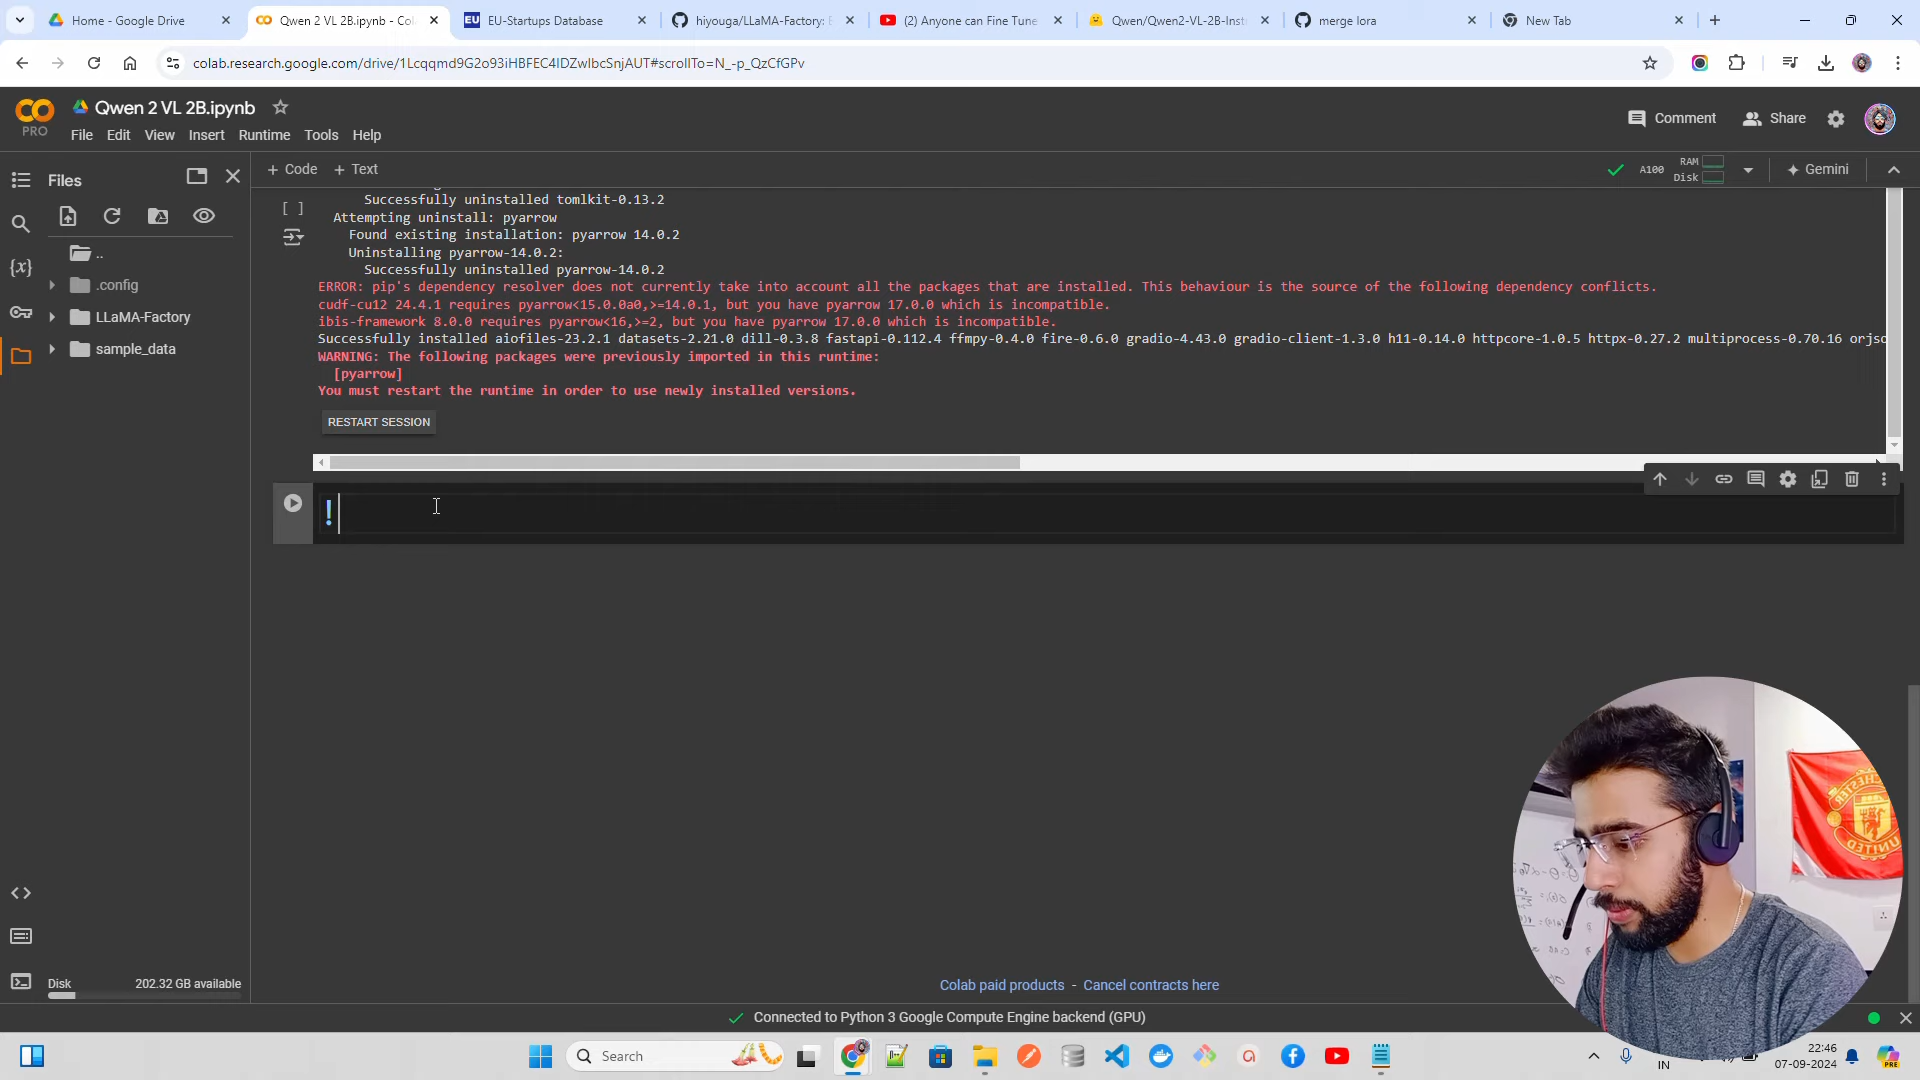 Home - Google Drive
Qwen 2 VL 2B.ipynb - Co
EU-Startups Database
hiyouga/LLaMA-Factory: E
(2) Anyone can Fine Tune
Qwen/Qwen2-VL-2B-Inst
merge lora
New Tab
colab.research.google.com/drive/1Lcqqmd9G2o93iHBFEC4IDZwIbcSnjAUT#scrollTo=N_-p_QzCfGPv
PRO
Qwen 2 VL 2B.ipynb
File Edit View Insert Runtime Tools Help
Comment
Share
Files
+ Code + Text
A100
RAM
Disk
Gemini
..
.config
LLaMA-Factory
sample_data
{x}
[ ]
Successfully uninstalled tomlkit-0.13.2
Attempting uninstall: pyarrow
Found existing installation: pyarrow 14.0.2
Uninstalling pyarrow-14.0.2:
Successfully uninstalled pyarrow-14.0.2
ERROR: pip's dependency resolver does not currently take into account all the packages that are installed. This behaviour is the source of the following dependency conflicts.
cudf-cu12 24.4.1 requires pyarrow<15.0.0a0,>=14.0.1, but you have pyarrow 17.0.0 which is incompatible.
ibis-framework 8.0.0 requires pyarrow<16,>=2, but you have pyarrow 17.0.0 which is incompatible.
Successfully installed aiofiles-23.2.1 datasets-2.21.0 dill-0.3.8 fastapi-0.112.4 ffmpy-0.4.0 fire-0.6.0 gradio-4.43.0 gradio-client-1.3.0 h11-0.14.0 httpcore-1.0.5 httpx-0.27.2 multiprocess-0.70.16 orjso
WARNING: The following packages were previously imported in this runtime:
[pyarrow]
You must restart the runtime in order to use newly installed versions.
RESTART SESSION
!
Disk 202.32 GB available
Colab paid products - Cancel contracts here
Connected to Python 3 Google Compute Engine backend (GPU)
UNITED
Search
IN
22:46
07-09-2024
PRE